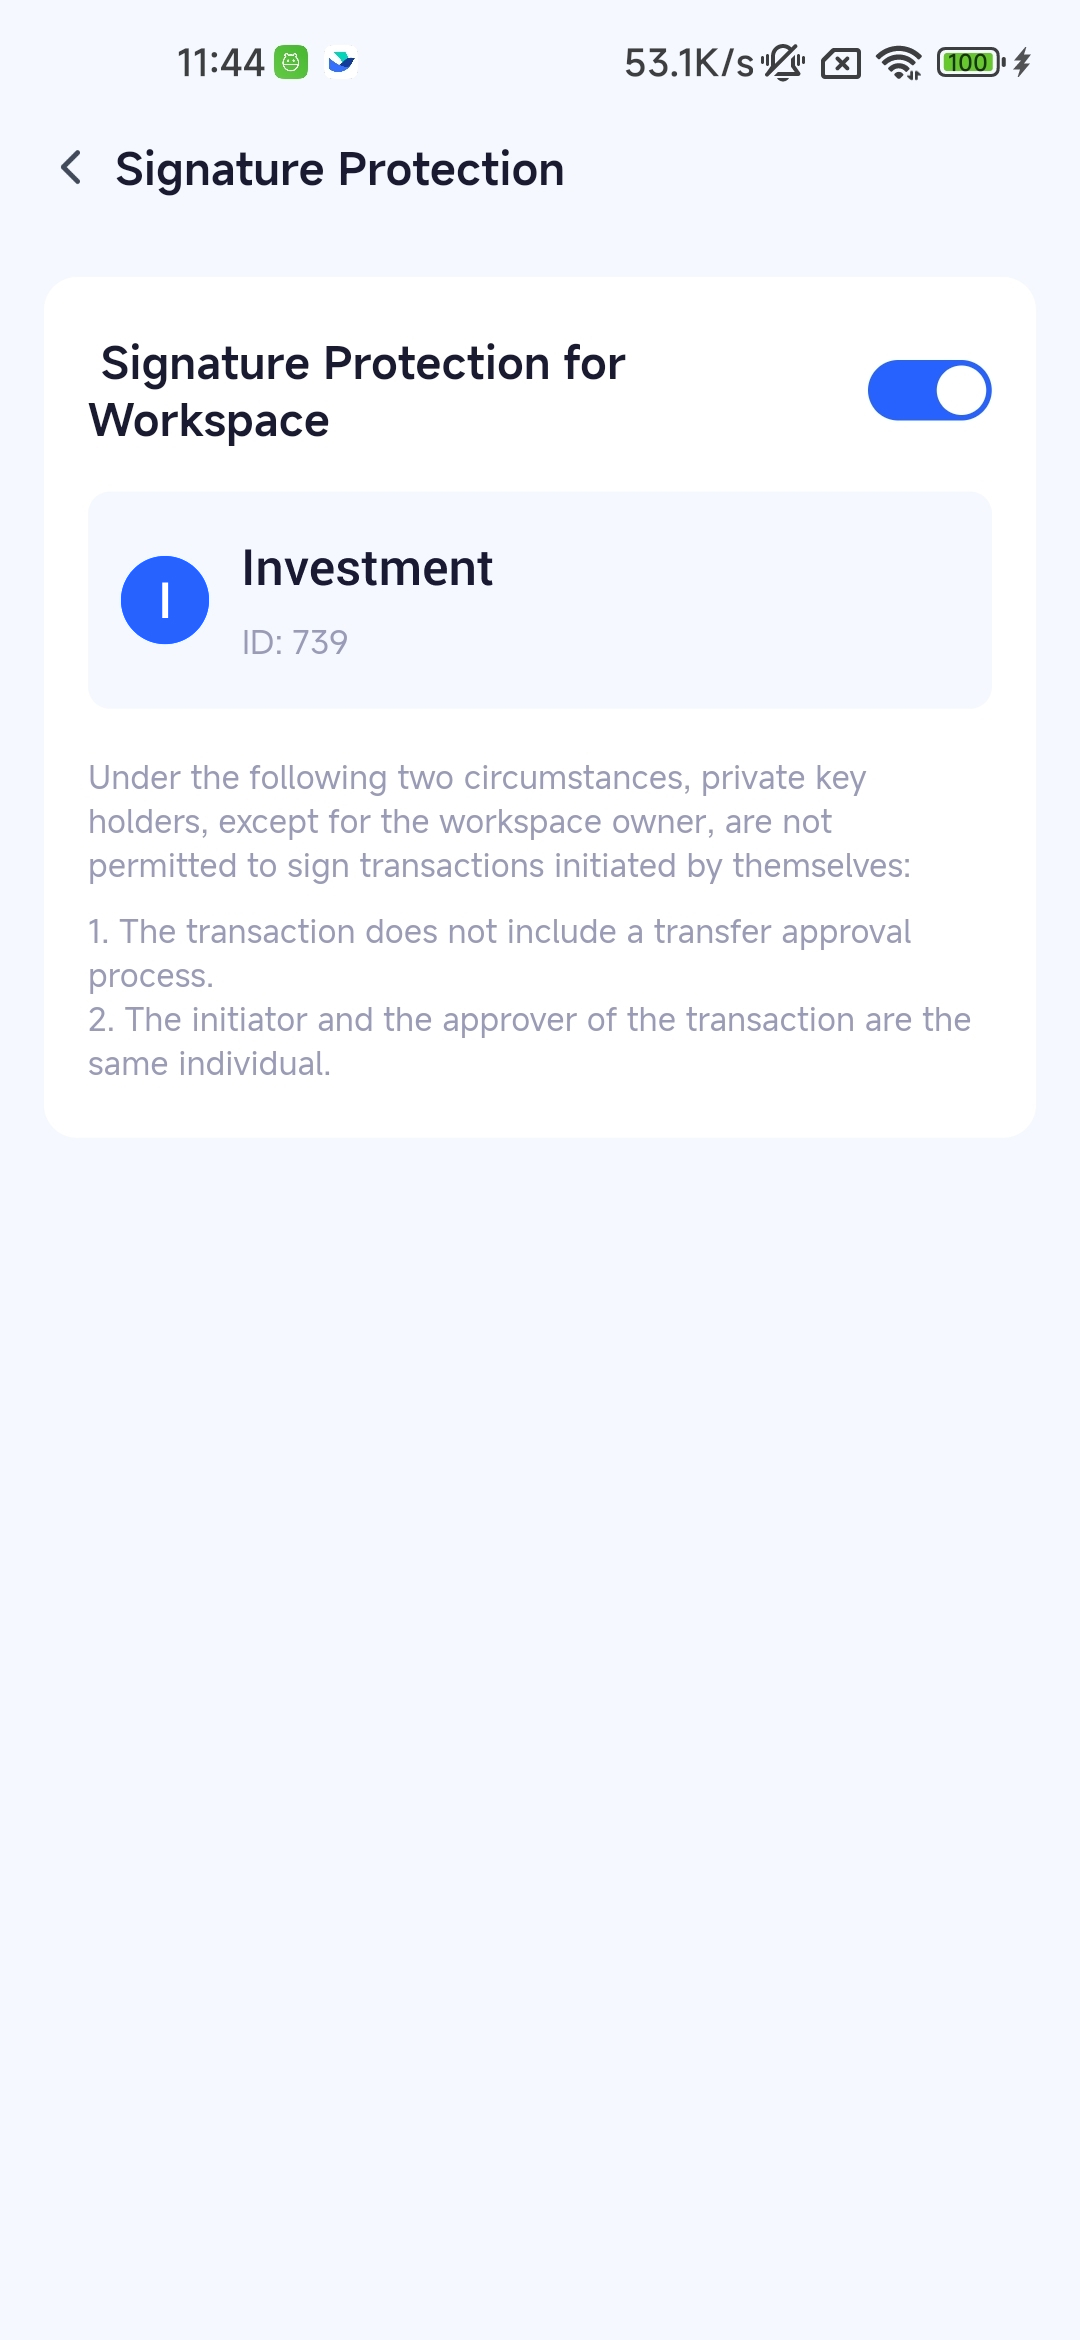 11:44 53.1K/s 100
Signature Protection
Signature Protection for
Workspace
I
Investment
ID: 739
Under the following two circumstances, private key
holders, except for the workspace owner, are not
permitted to sign transactions initiated by themselves:
1. The transaction does not include a transfer approval
process.
2. The initiator and the approver of the transaction are the
same individual.